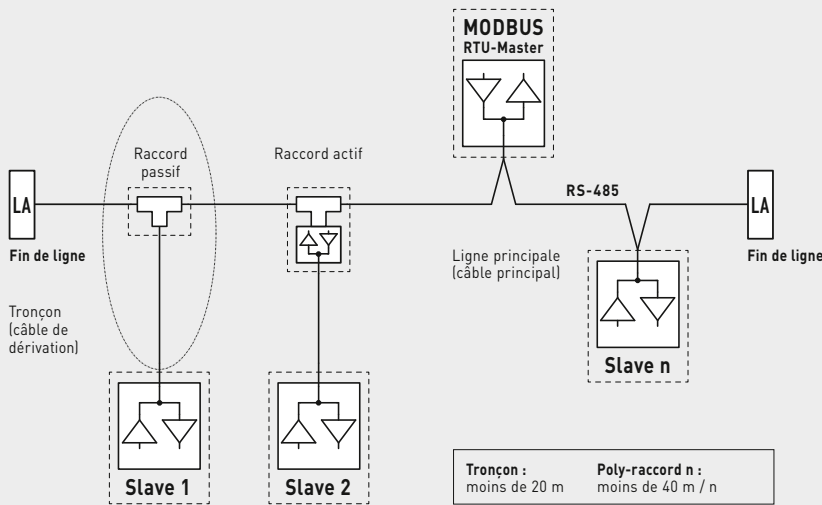 MODBUS
RTU-Master
Raccord
passif
Raccord actif
LA
RS-485
LA
Fin de ligne
Ligne principale
(câble principal)
Fin de ligne
Tronçon
(câble de
dérivation)
Slave n
Slave 1
Slave 2
Tronçon :
moins de 20 m
Poly-raccord n :
moins de 40 m / n